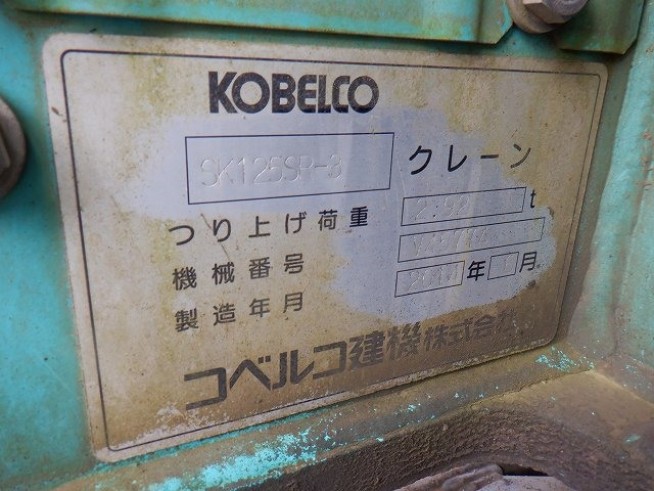 KOBELCO
SK125SR-3 クレーン
つり上げ荷重 t
機械番号
製造年月 年 月
コベルコ建機株式会社